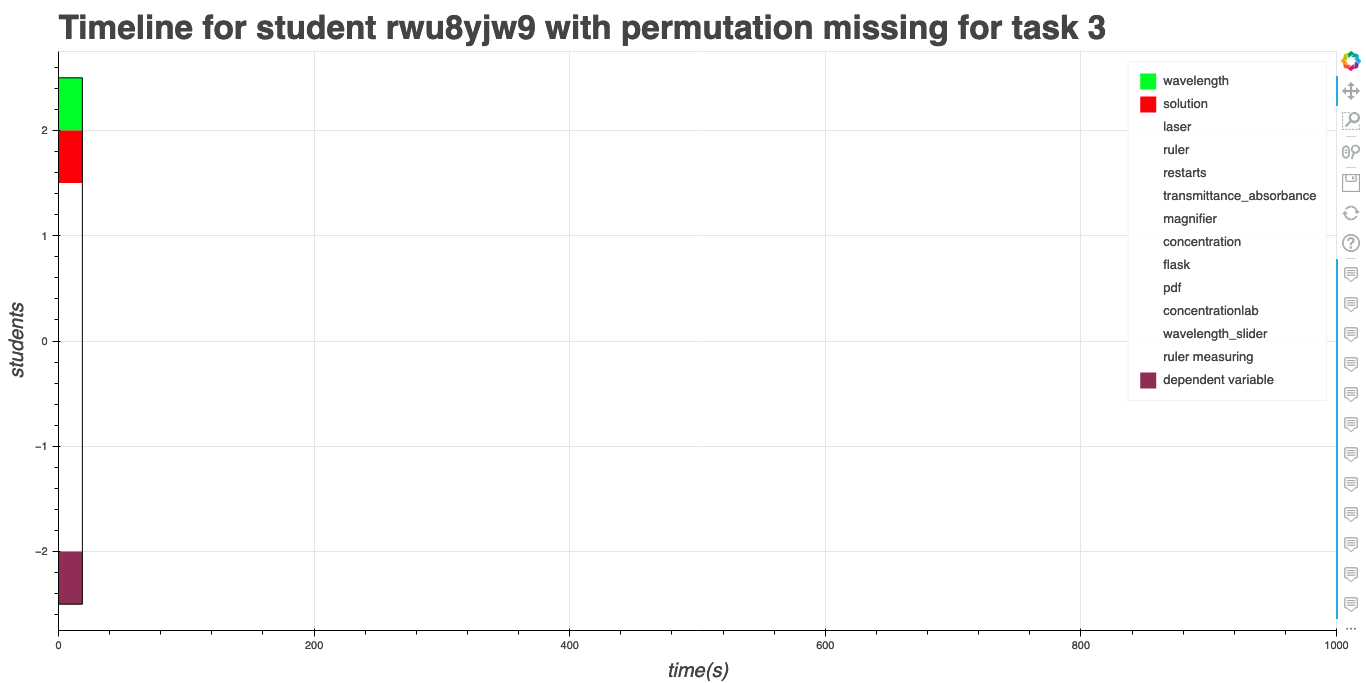 Timeline for student rwu8yjw9 with permutation missing for task 3
wavelength
solution
laser
ruler
restarts
transmittance_absorbance
magnifier
concentration
flask
pdf
concentrationlab
wavelength_slider
ruler measuring
dependent variable
students
2
1
0
−1
−2
0 200 400 600 800 1000
time(s)